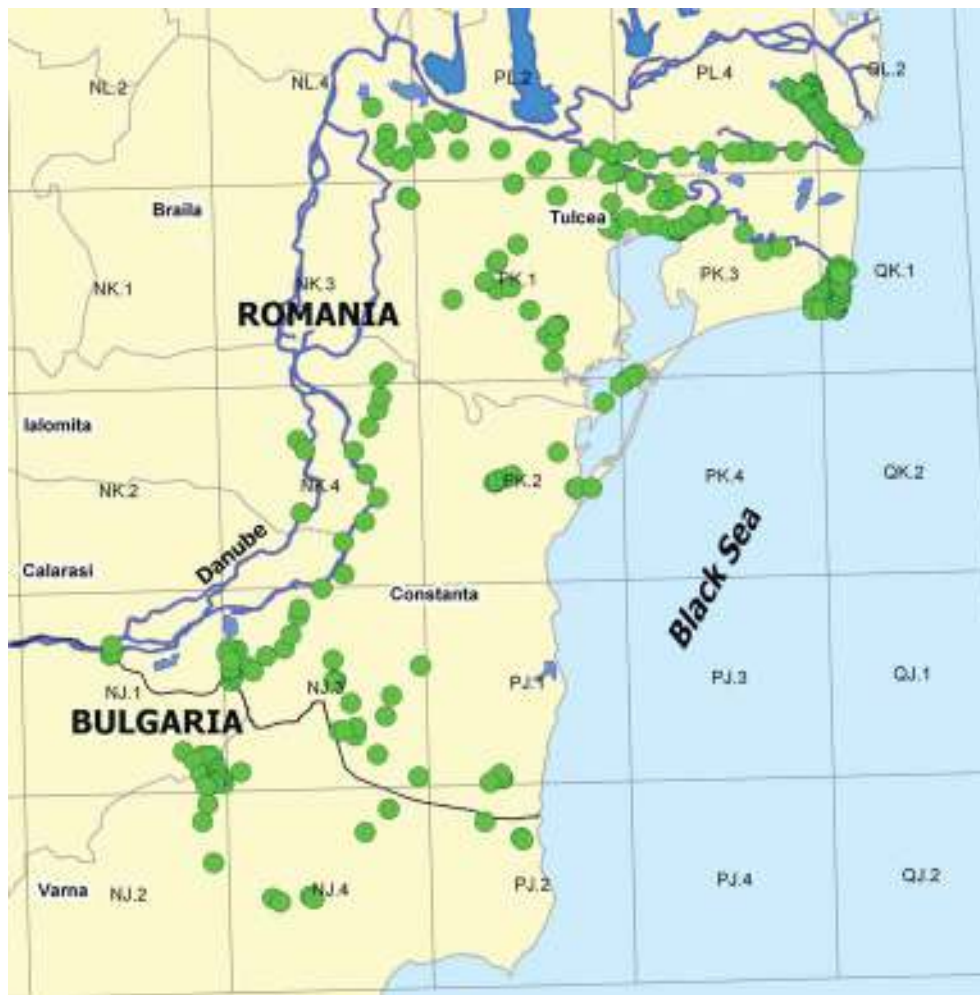 NL.2
NL.4
PL.2
PL.4
QL.2
Braila
Tulcea
NK.1
NK.3
PK.1
PK.3
QK.1
ROMANIA
Ialomita
NK.2
NK.4
PK.2
PK.4
QK.2
Danube
Black Sea
Calarasi
Constanta
NJ.1
NJ.3
PJ.1
PJ.3
QJ.1
BULGARIA
Varna
NJ.2
NJ.4
PJ.2
PJ.4
QJ.2